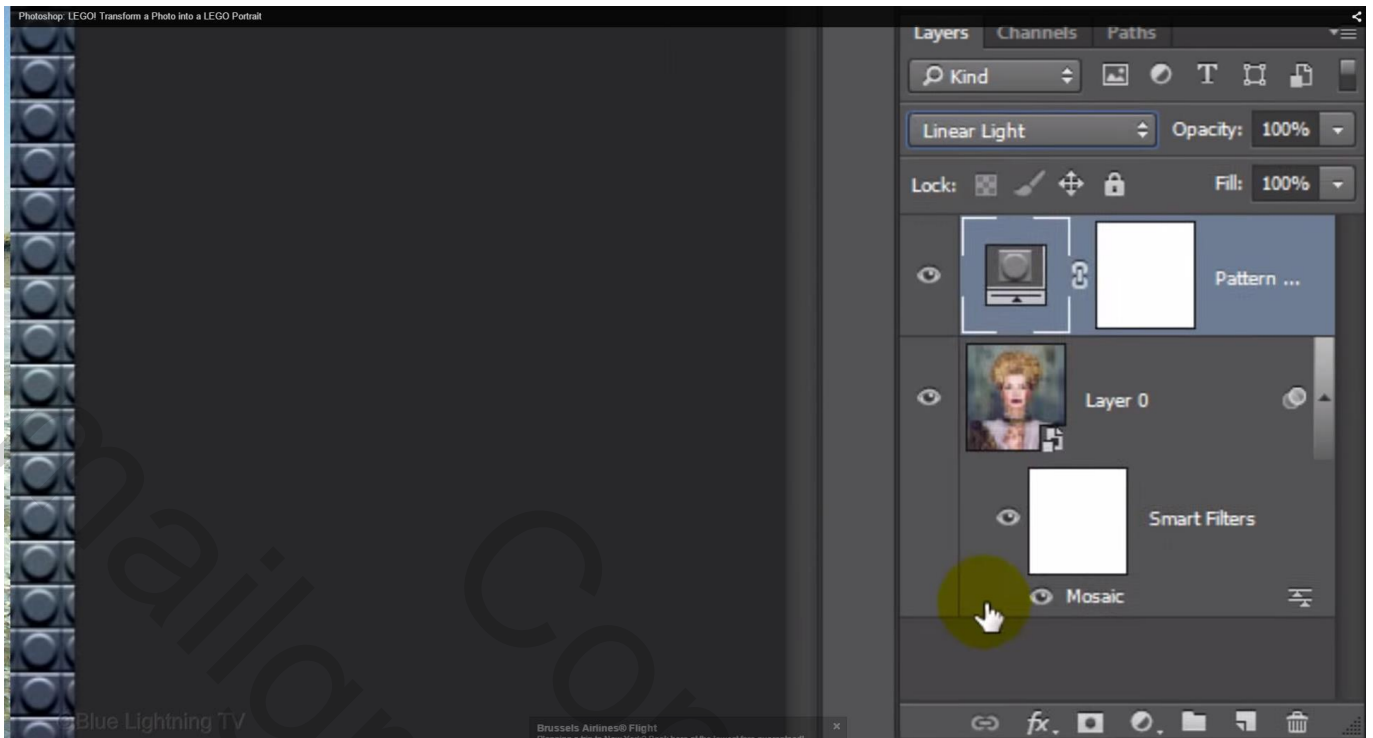 Photoshop: LEGO! Transform a Photo into a LEGO Portrait
Layers Channels Paths
Kind T
Linear Light Opacity: 100%
Lock: Fill: 100%
Pattern ...
Layer 0
Smart Filters
Mosaic
fx.
©Blue Lightning TV
Brussels Airlines® Flight